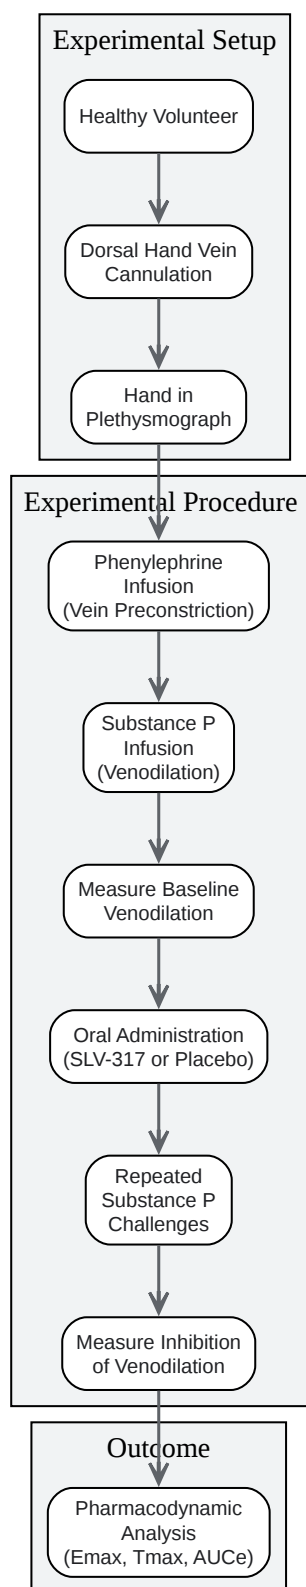 Experimental Setup
Healthy Volunteer
Dorsal Hand Vein
Cannulation
Hand in
Plethysmograph
Experimental Procedure
Phenylephrine
Infusion
(Vein Preconstriction)
Substance P
Infusion
(Venodilation)
Measure Baseline
Venodilation
Oral Administration
(SLV-317 or Placebo)
Repeated
Substance P
Challenges
Measure Inhibition
of Venodilation
Outcome
Pharmacodynamic
Analysis
(Emax, Tmax, AUCe)